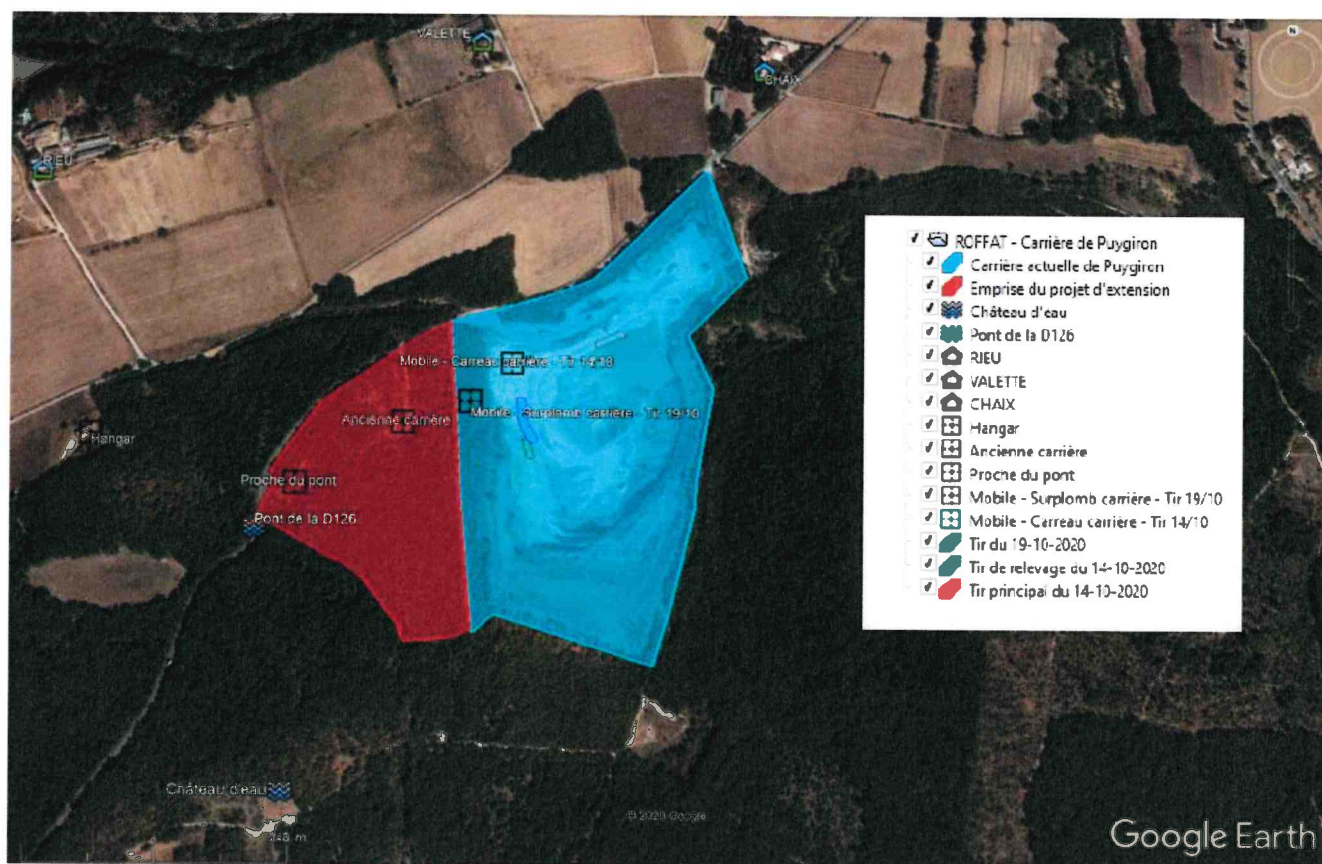 VALETTE
N
CHAIX
RIEU
ROFFAT - Carrière de Puygiron
Carrière actuelle de Puygiron
Emprise du projet d'extension
Château d'eau
Pont de la D126
RIEU
VALETTE
CHAIX
Hangar
Ancienne carrière
Proche du pont
Mobile - Surplomb carrière - Tir 19/10
Mobile - Carreau carrière - Tir 14/10
Tir du 19-10-2020
Tir de relevage du 14-10-2020
Tir principal du 14-10-2020
Mobile - Carreau carrière - Tir 14/10
Mobile - Surplomb carrière - Tir 19/10
Ancienne carrière
Hangar
Proche du pont
Pont de la D126
Château d'eau
m
© 2020 Google
Google Earth